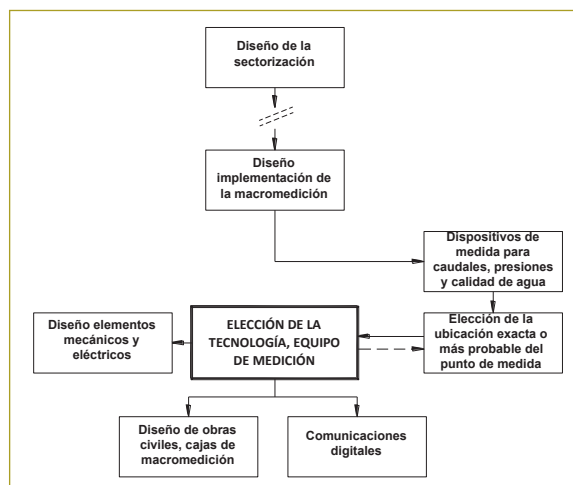 Diseño de la
sectorización
Diseño
implementación de
la macromedición
Dispositivos de
medida para
caudales, presiones
y calidad de agua
Elección de la
ubicación exacta o
más probable del
punto de medida
ELECCIÓN DE LA
TECNOLOGÍA, EQUIPO
DE MEDICIÓN
Diseño elementos
mecánicos y
eléctricos
Diseño de obras
civiles, cajas de
macromedición
Comunicaciones
digitales